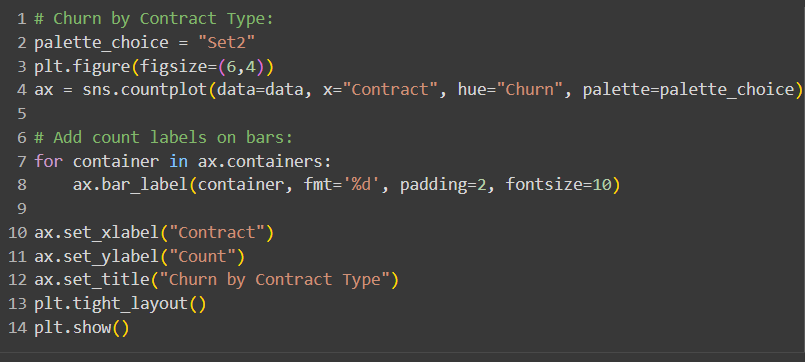 1 # Churn by Contract Type:
2 palette_choice = "Set2"
3 plt.figure(figsize=(6,4))
4 ax = sns.countplot(data=data, x="Contract", hue="Churn", palette=palette_choice)
5
6 # Add count labels on bars:
7 for container in ax.containers:
8     ax.bar_label(container, fmt='%d', padding=2, fontsize=10)
9
10 ax.set_xlabel("Contract")
11 ax.set_ylabel("Count")
12 ax.set_title("Churn by Contract Type")
13 plt.tight_layout()
14 plt.show()